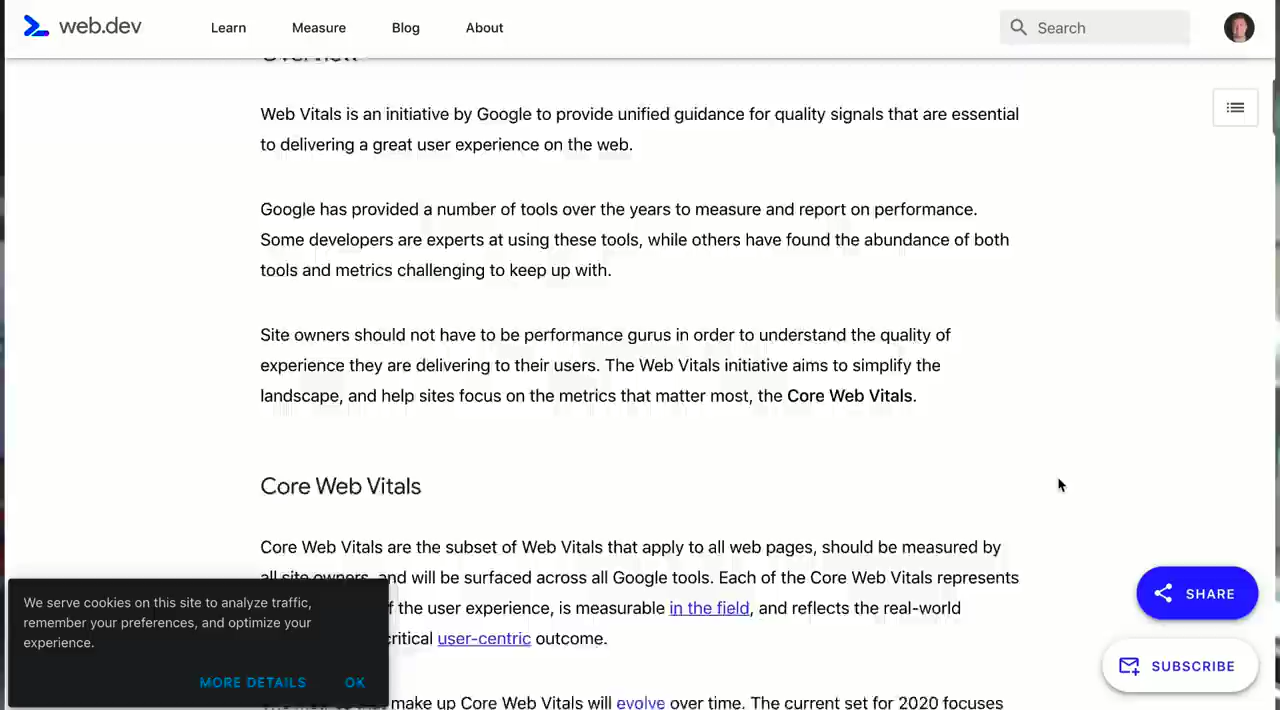 web.dev
Learn
Measure
Blog
About
Search
Overview
Web Vitals is an initiative by Google to provide unified guidance for quality signals that are essential
to delivering a great user experience on the web.
Google has provided a number of tools over the years to measure and report on performance.
Some developers are experts at using these tools, while others have found the abundance of both
tools and metrics challenging to keep up with.
Site owners should not have to be performance gurus in order to understand the quality of
experience they are delivering to their users. The Web Vitals initiative aims to simplify the
landscape, and help sites focus on the metrics that matter most, the Core Web Vitals.
Core Web Vitals
Core Web Vitals are the subset of Web Vitals that apply to all web pages, should be measured by
all site owners, and will be surfaced across all Google tools. Each of the Core Web Vitals represents
f the user experience, is measurable in the field, and reflects the real-world
critical user-centric outcome.
make up Core Web Vitals will evolve over time. The current set for 2020 focuses
We serve cookies on this site to analyze traffic,
remember your preferences, and optimize your
experience.
MORE DETAILS
OK
SHARE
SUBSCRIBE